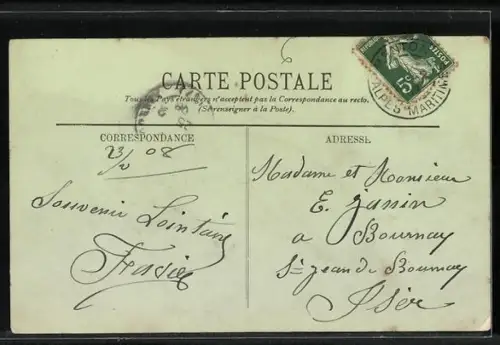 CARTE POSTALE
Tous les Pays étrangers n'acceptent pas la Correspondance au recto.
(Se renseigner à la Poste).
CORRESPONDANCE
ADRESSE
5c
ALPES MARITIMES
23/2 08
Souvenir Lointain
Madame et Monsieur
E. Janin
a Bournay
St Jean de Bournay
Isère